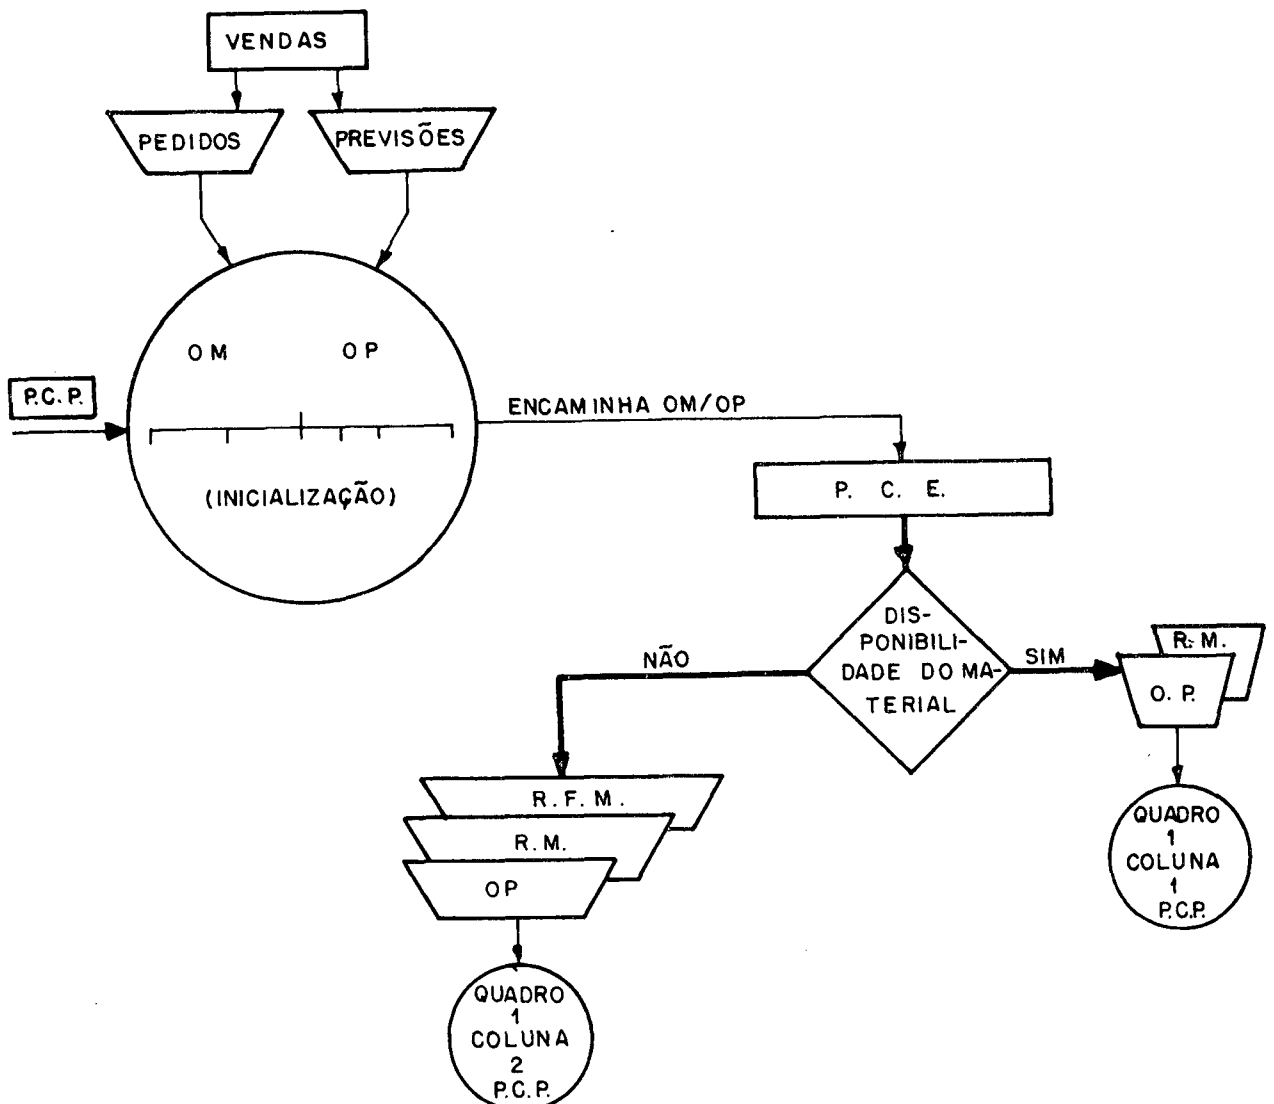 VENDAS
PEDIDOS
PREVISÕES
OM
OP
P.C.P.
(INICIALIZAÇÃO)
ENCAMINHA OM/OP
P. C. E.
DIS-
PONIBILI-
DADE DO MA-
TERIAL
NÃO
SIM
R. M.
O. P.
QUADRO
1
COLUNA
1
P.C.P.
R. F. M.
R. M.
OP
QUADRO
1
COLUNA
2
P.C.P.